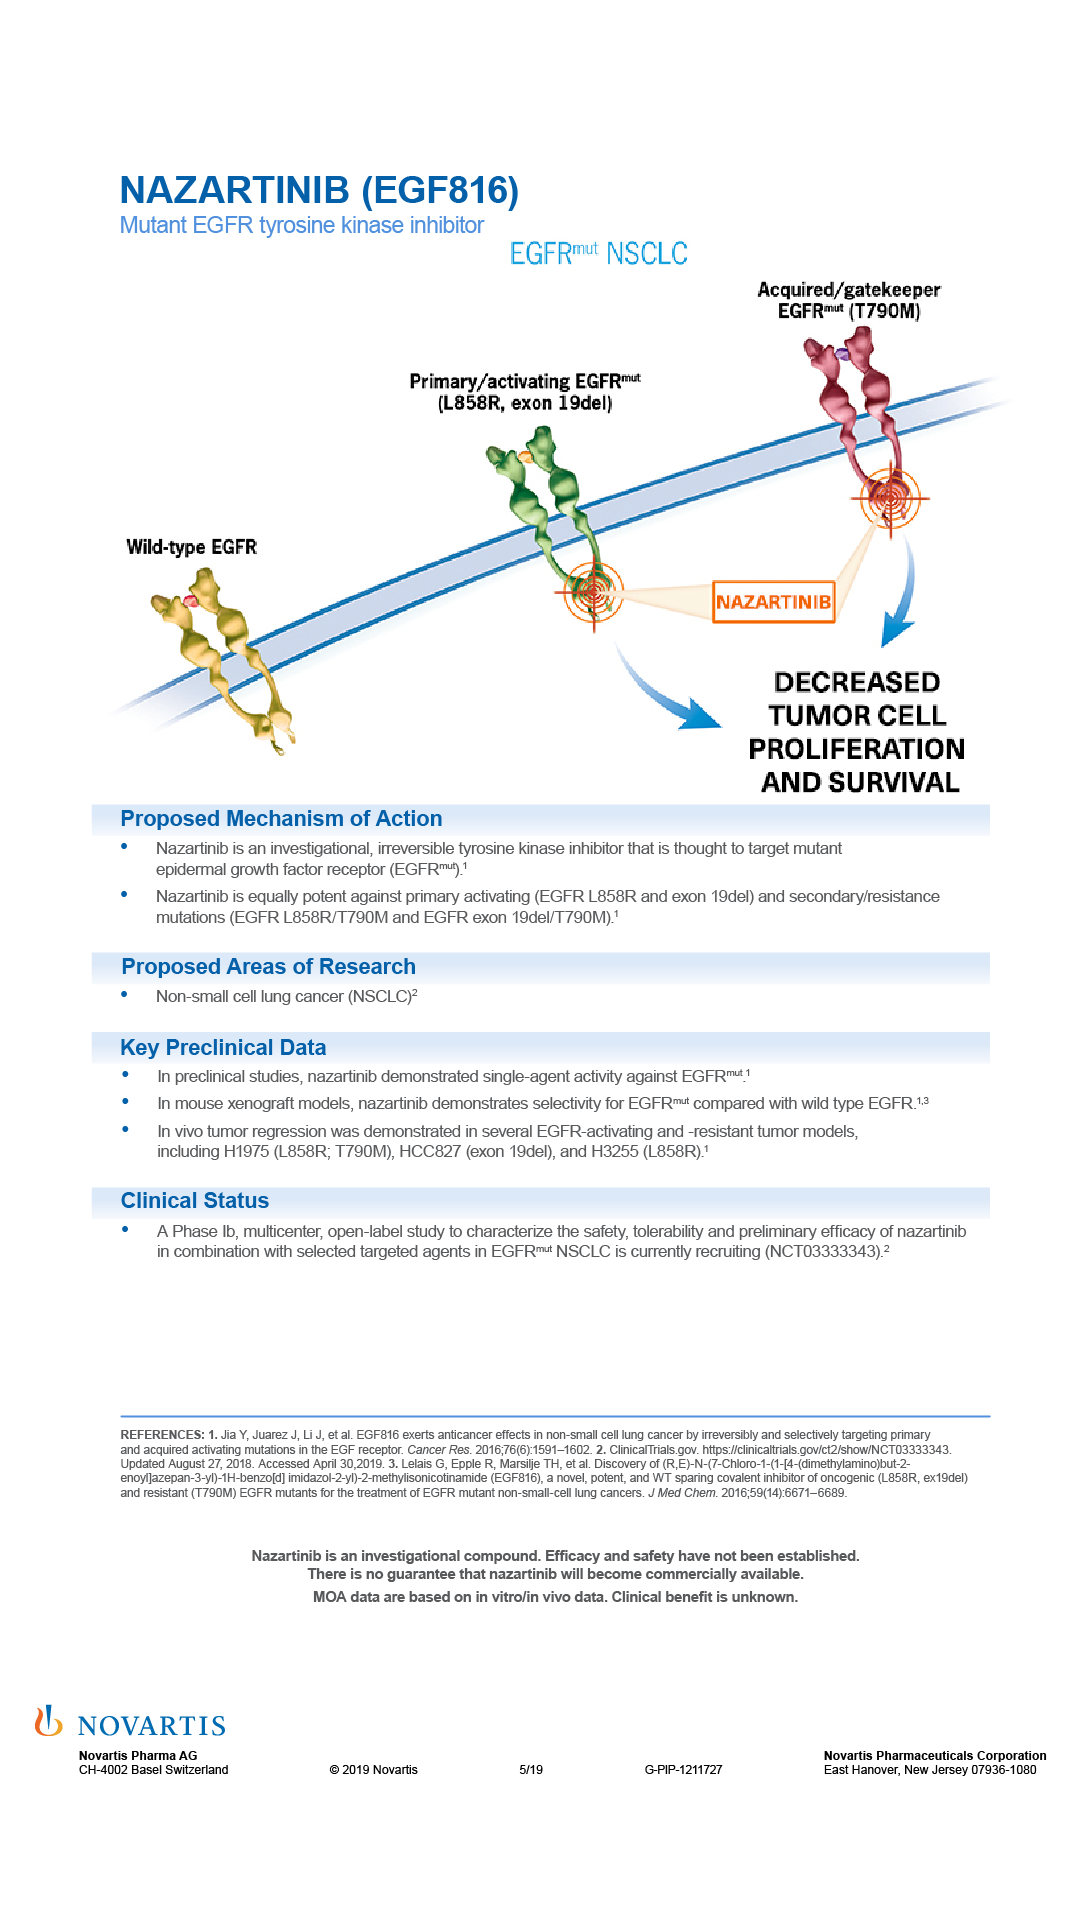 NAZARTINIB (EGF816)
Mutant EGFR tyrosine kinase inhibitor
EGFRmut NSCLC
Acquired/gatekeeper
EGFRmut (T790M)
Primary/activating EGFRmut
(L858R, exon 19del)
Wild-type EGFR
NAZARTINIB
DECREASED
TUMOR CELL
PROLIFERATION
AND SURVIVAL
Proposed Mechanism of Action
• Nazartinib is an investigational, irreversible tyrosine kinase inhibitor that is thought to target mutant
epidermal growth factor receptor (EGFRmut).1
• Nazartinib is equally potent against primary activating (EGFR L858R and exon 19del) and secondary/resistance
mutations (EGFR L858R/T790M and EGFR exon 19del/T790M).1
Proposed Areas of Research
• Non-small cell lung cancer (NSCLC)2
Key Preclinical Data
• In preclinical studies, nazartinib demonstrated single-agent activity against EGFRmut.1
• In mouse xenograft models, nazartinib demonstrates selectivity for EGFRmut compared with wild type EGFR.1,3
• In vivo tumor regression was demonstrated in several EGFR-activating and -resistant tumor models,
including H1975 (L858R; T790M), HCC827 (exon 19del), and H3255 (L858R).1
Clinical Status
• A Phase Ib, multicenter, open-label study to characterize the safety, tolerability and preliminary efficacy of nazartinib
in combination with selected targeted agents in EGFRmut NSCLC is currently recruiting (NCT03333343).2
REFERENCES: 1. Jia Y, Juarez J, Li J, et al. EGF816 exerts anticancer effects in non-small cell lung cancer by irreversibly and selectively targeting primary
and acquired activating mutations in the EGF receptor. Cancer Res. 2016;76(6):1591–1602. 2. ClinicalTrials.gov. https://clinicaltrials.gov/ct2/show/NCT03333343.
Updated August 27, 2018. Accessed April 30,2019. 3. Lelais G, Epple R, Marsilje TH, et al. Discovery of (R,E)-N-(7-Chloro-1-(1-[4-(dimethylamino)but-2-
enoyl]azepan-3-yl)-1H-benzo[d] imidazol-2-yl)-2-methylisonicotinamide (EGF816), a novel, potent, and WT sparing covalent inhibitor of oncogenic (L858R, ex19del)
and resistant (T790M) EGFR mutants for the treatment of EGFR mutant non-small-cell lung cancers. J Med Chem. 2016;59(14):6671–6689.
Nazartinib is an investigational compound. Efficacy and safety have not been established.
There is no guarantee that nazartinib will become commercially available.
MOA data are based on in vitro/in vivo data. Clinical benefit is unknown.
NOVARTIS
Novartis Pharma AG
CH-4002 Basel Switzerland
© 2019 Novartis
5/19
G-PIP-1211727
Novartis Pharmaceuticals Corporation
East Hanover, New Jersey 07936-1080